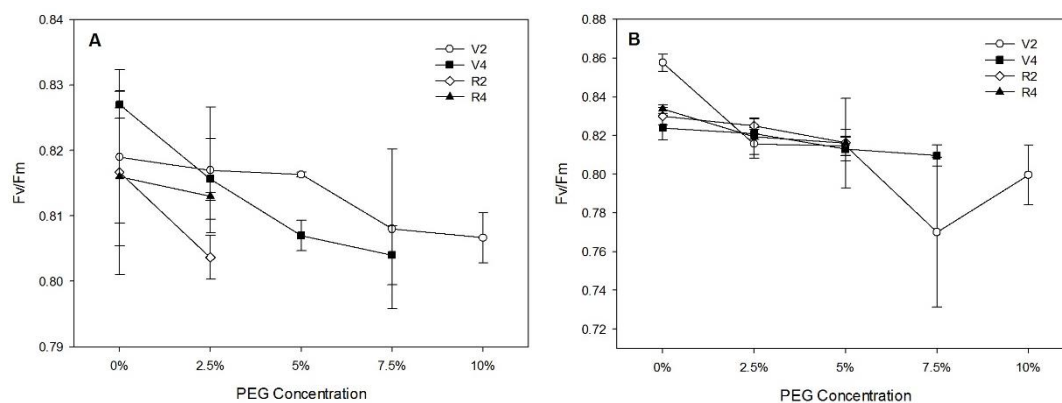 A
V2
V4
R2
R4
0.84
0.83
0.82
0.81
0.80
0.79
Fv/Fm
0% 2.5% 5% 7.5% 10%
PEG Concentration
B
V2
V4
R2
R4
0.88
0.86
0.84
0.82
0.80
0.78
0.76
0.74
0.72
Fv/Fm
0% 2.5% 5% 7.5% 10%
PEG Concentration